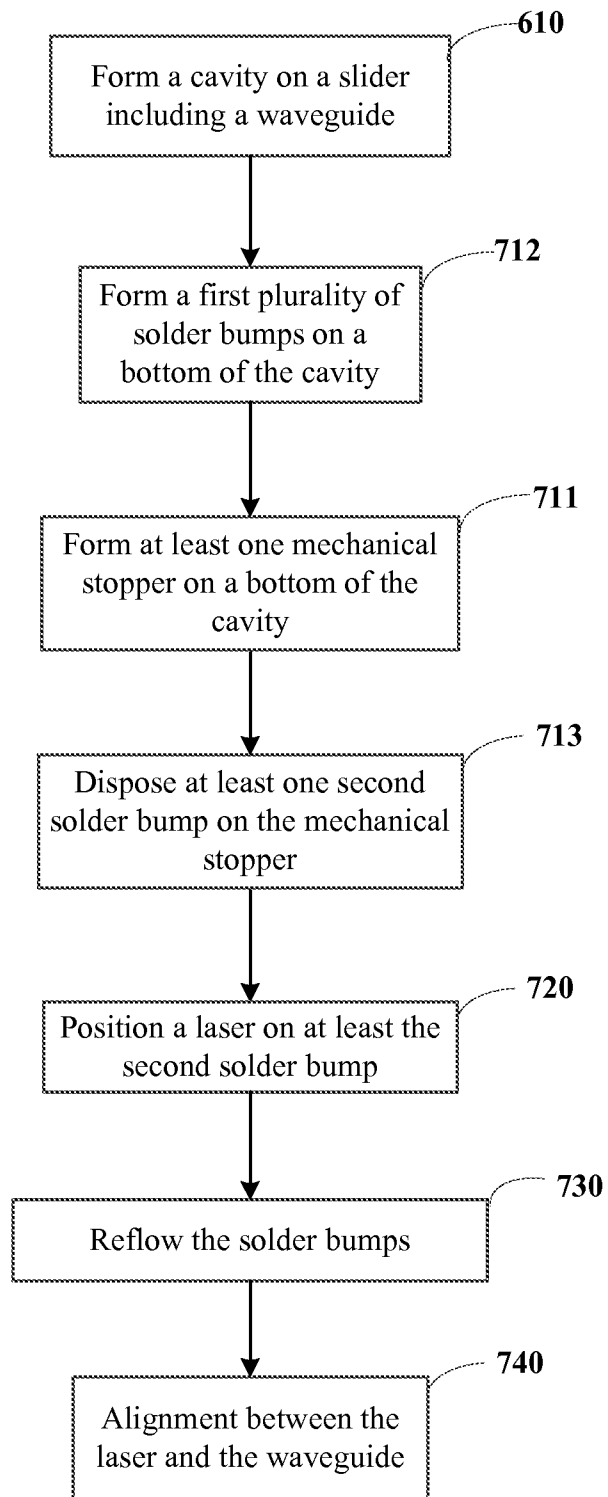 610
Form a cavity on a slider
including a waveguide
712
Form a first plurality of
solder bumps on a
bottom of the cavity
711
Form at least one mechanical
stopper on a bottom of the
cavity
713
Dispose at least one second
solder bump on the mechanical
stopper
720
Position a laser on at least the
second solder bump
730
Reflow the solder bumps
740
Alignment between the
laser and the waveguide